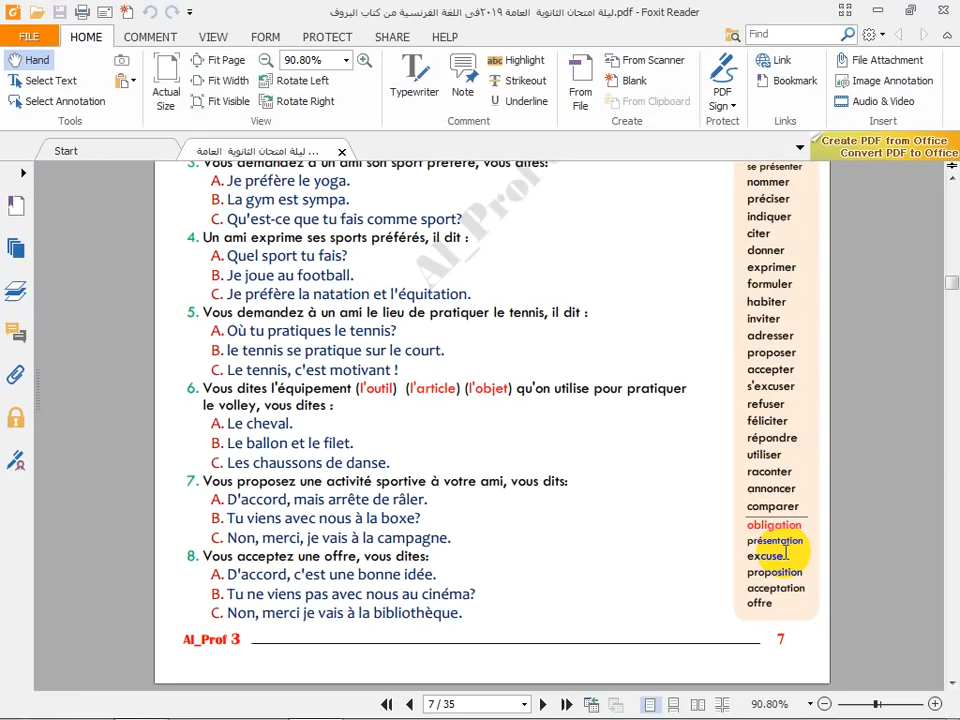 ليلة امتحان الثانوية العامة ٢٠١٩فى اللغة الفرنسية من كتاب البروف.pdf - Foxit Reader
FILE HOME COMMENT VIEW FORM PROTECT SHARE HELP Find
Hand
Select Text
Select Annotation
Tools
Actual Size
Fit Page
Fit Width
Fit Visible
90.80%
Rotate Left
Rotate Right
View
Typewriter
Note
Highlight
Strikeout
Underline
Comment
From File
From Scanner
Blank
From Clipboard
Create
PDF Sign
Protect
Link
Bookmark
Links
File Attachment
Image Annotation
Audio & Video
Insert
Start
ليلة امتحان الثانوية العامة ...
Create PDF from Office
Convert PDF to Office
3. Vous demandez à un ami son sport préféré, vous dites:
A. Je préfère le yoga.
B. La gym est sympa.
C. Qu'est-ce que tu fais comme sport?
4. Un ami exprime ses sports préférés, il dit :
A. Quel sport tu fais?
B. Je joue au football.
C. Je préfère la natation et l'équitation.
5. Vous demandez à un ami le lieu de pratiquer le tennis, il dit :
A. Où tu pratiques le tennis?
B. le tennis se pratique sur le court.
C. Le tennis, c'est motivant !
6. Vous dites l'équipement (l'outil) (l'article) (l'objet) qu'on utilise pour pratiquer
le volley, vous dites :
A. Le cheval.
B. Le ballon et le filet.
C. Les chaussons de danse.
7. Vous proposez une activité sportive à votre ami, vous dits:
A. D'accord, mais arrête de râler.
B. Tu viens avec nous à la boxe?
C. Non, merci, je vais à la campagne.
8. Vous acceptez une offre, vous dites:
A. D'accord, c'est une bonne idée.
B. Tu ne viens pas avec nous au cinéma?
C. Non, merci je vais à la bibliothèque.
Al_Prof
se présenter
nommer
préciser
indiquer
citer
donner
exprimer
formuler
habiter
inviter
adresser
proposer
accepter
s'excuser
refuser
féliciter
répondre
utiliser
raconter
annoncer
comparer
obligation
présentation
excuse
proposition
acceptation
offre
Al_Prof 3
7
7 / 35
90.80%